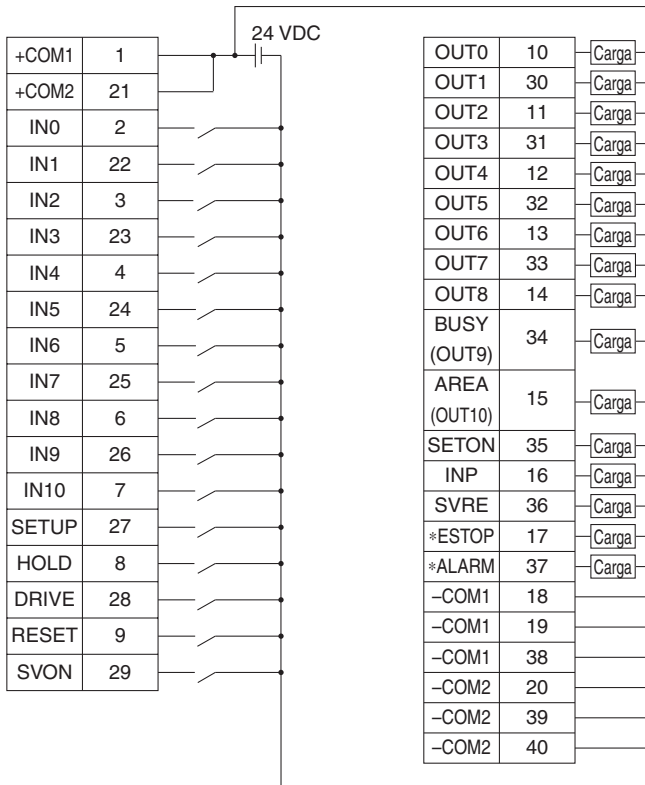 24 VDC
+COM1 1
+COM2 21
IN0 2
IN1 22
IN2 3
IN3 23
IN4 4
IN5 24
IN6 5
IN7 25
IN8 6
IN9 26
IN10 7
SETUP 27
HOLD 8
DRIVE 28
RESET 9
SVON 29
OUT0 10 Carga
OUT1 30 Carga
OUT2 11 Carga
OUT3 31 Carga
OUT4 12 Carga
OUT5 32 Carga
OUT6 13 Carga
OUT7 33 Carga
OUT8 14 Carga
BUSY
(OUT9) 34 Carga
AREA
(OUT10) 15 Carga
SETON 35 Carga
INP 16 Carga
SVRE 36 Carga
*ESTOP 17 Carga
*ALARM 37 Carga
−COM1 18
−COM1 19
−COM1 38
−COM2 20
−COM2 39
−COM2 40